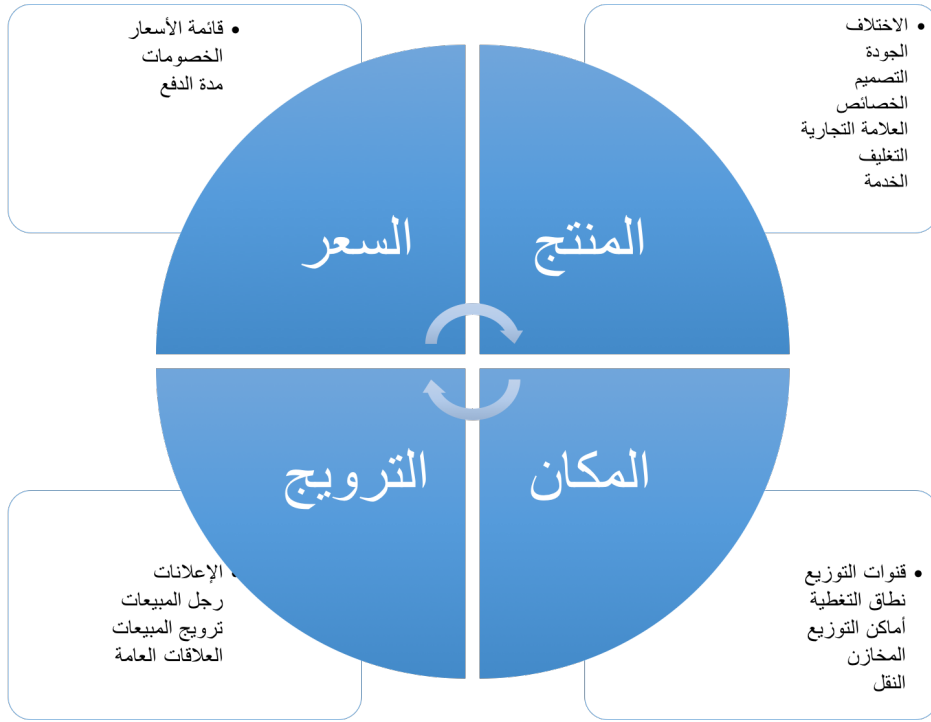 • الاختلاف
الجودة
التصميم
الخصائص
العلامة التجارية
التغليف
الخدمة
• قائمة الأسعار
الخصومات
مدة الدفع
المنتج
السعر
المكان
الترويج
• قنوات التوزيع
نطاق التغطية
أماكن التوزيع
المخازن
النقل
• الإعلانات
رجل المبيعات
ترويج المبيعات
العلاقات العامة